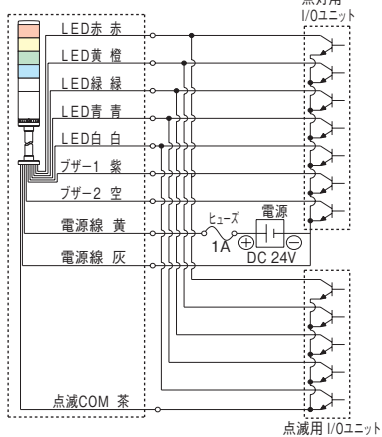 点灯用
I/Oユニット
LED赤 赤
LED黄 橙
LED緑 緑
LED青 青
LED白 白
ブザー1 紫
ブザー2 空
電源線 黄
ヒューズ
1A
電源
DC 24V
電源線 灰
点滅COM 茶
点滅用 I/Oユニット